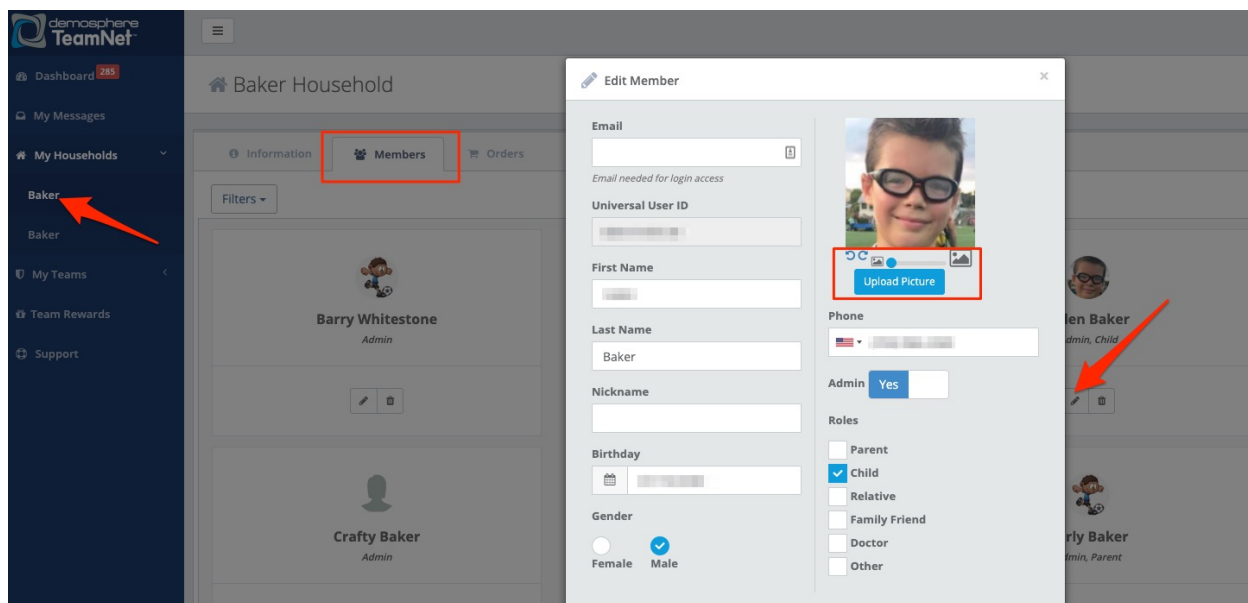 demosphere
TeamNet
Dashboard 285
My Messages
My Households
Baker
Baker
My Teams
Team Rewards
Support
Baker Household
Information
Members
Orders
Filters
Barry Whitestone
Admin
len Baker
dmin, Child
Crafty Baker
Admin
rly Baker
dmin, Parent
Edit Member
×
Email
Email needed for login access
Universal User ID
First Name
Last Name
Baker
Nickname
Birthday
Gender
Female
Male
Upload Picture
Phone
Admin
Yes
Roles
Parent
Child
Relative
Family Friend
Doctor
Other